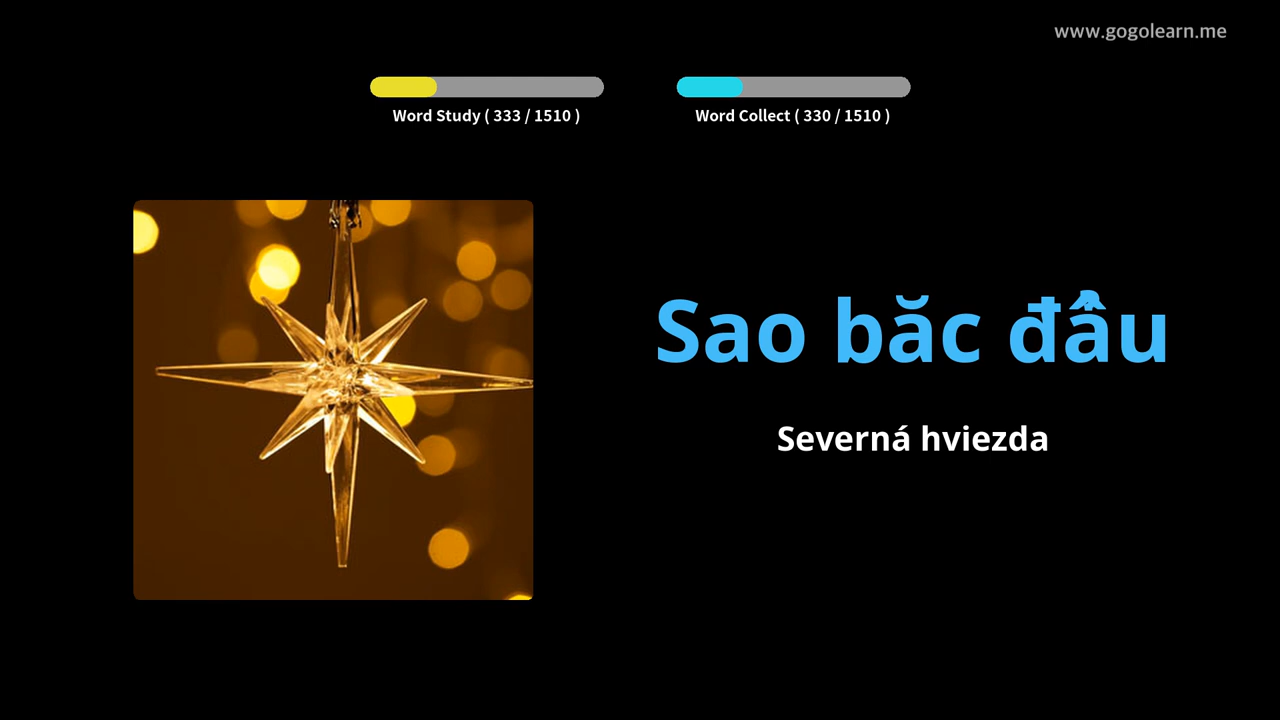 www.gogolearn.me
Word Study ( 333 / 1510 )
Word Collect ( 330 / 1510 )
Sao băc đẩu
Severná hviezda